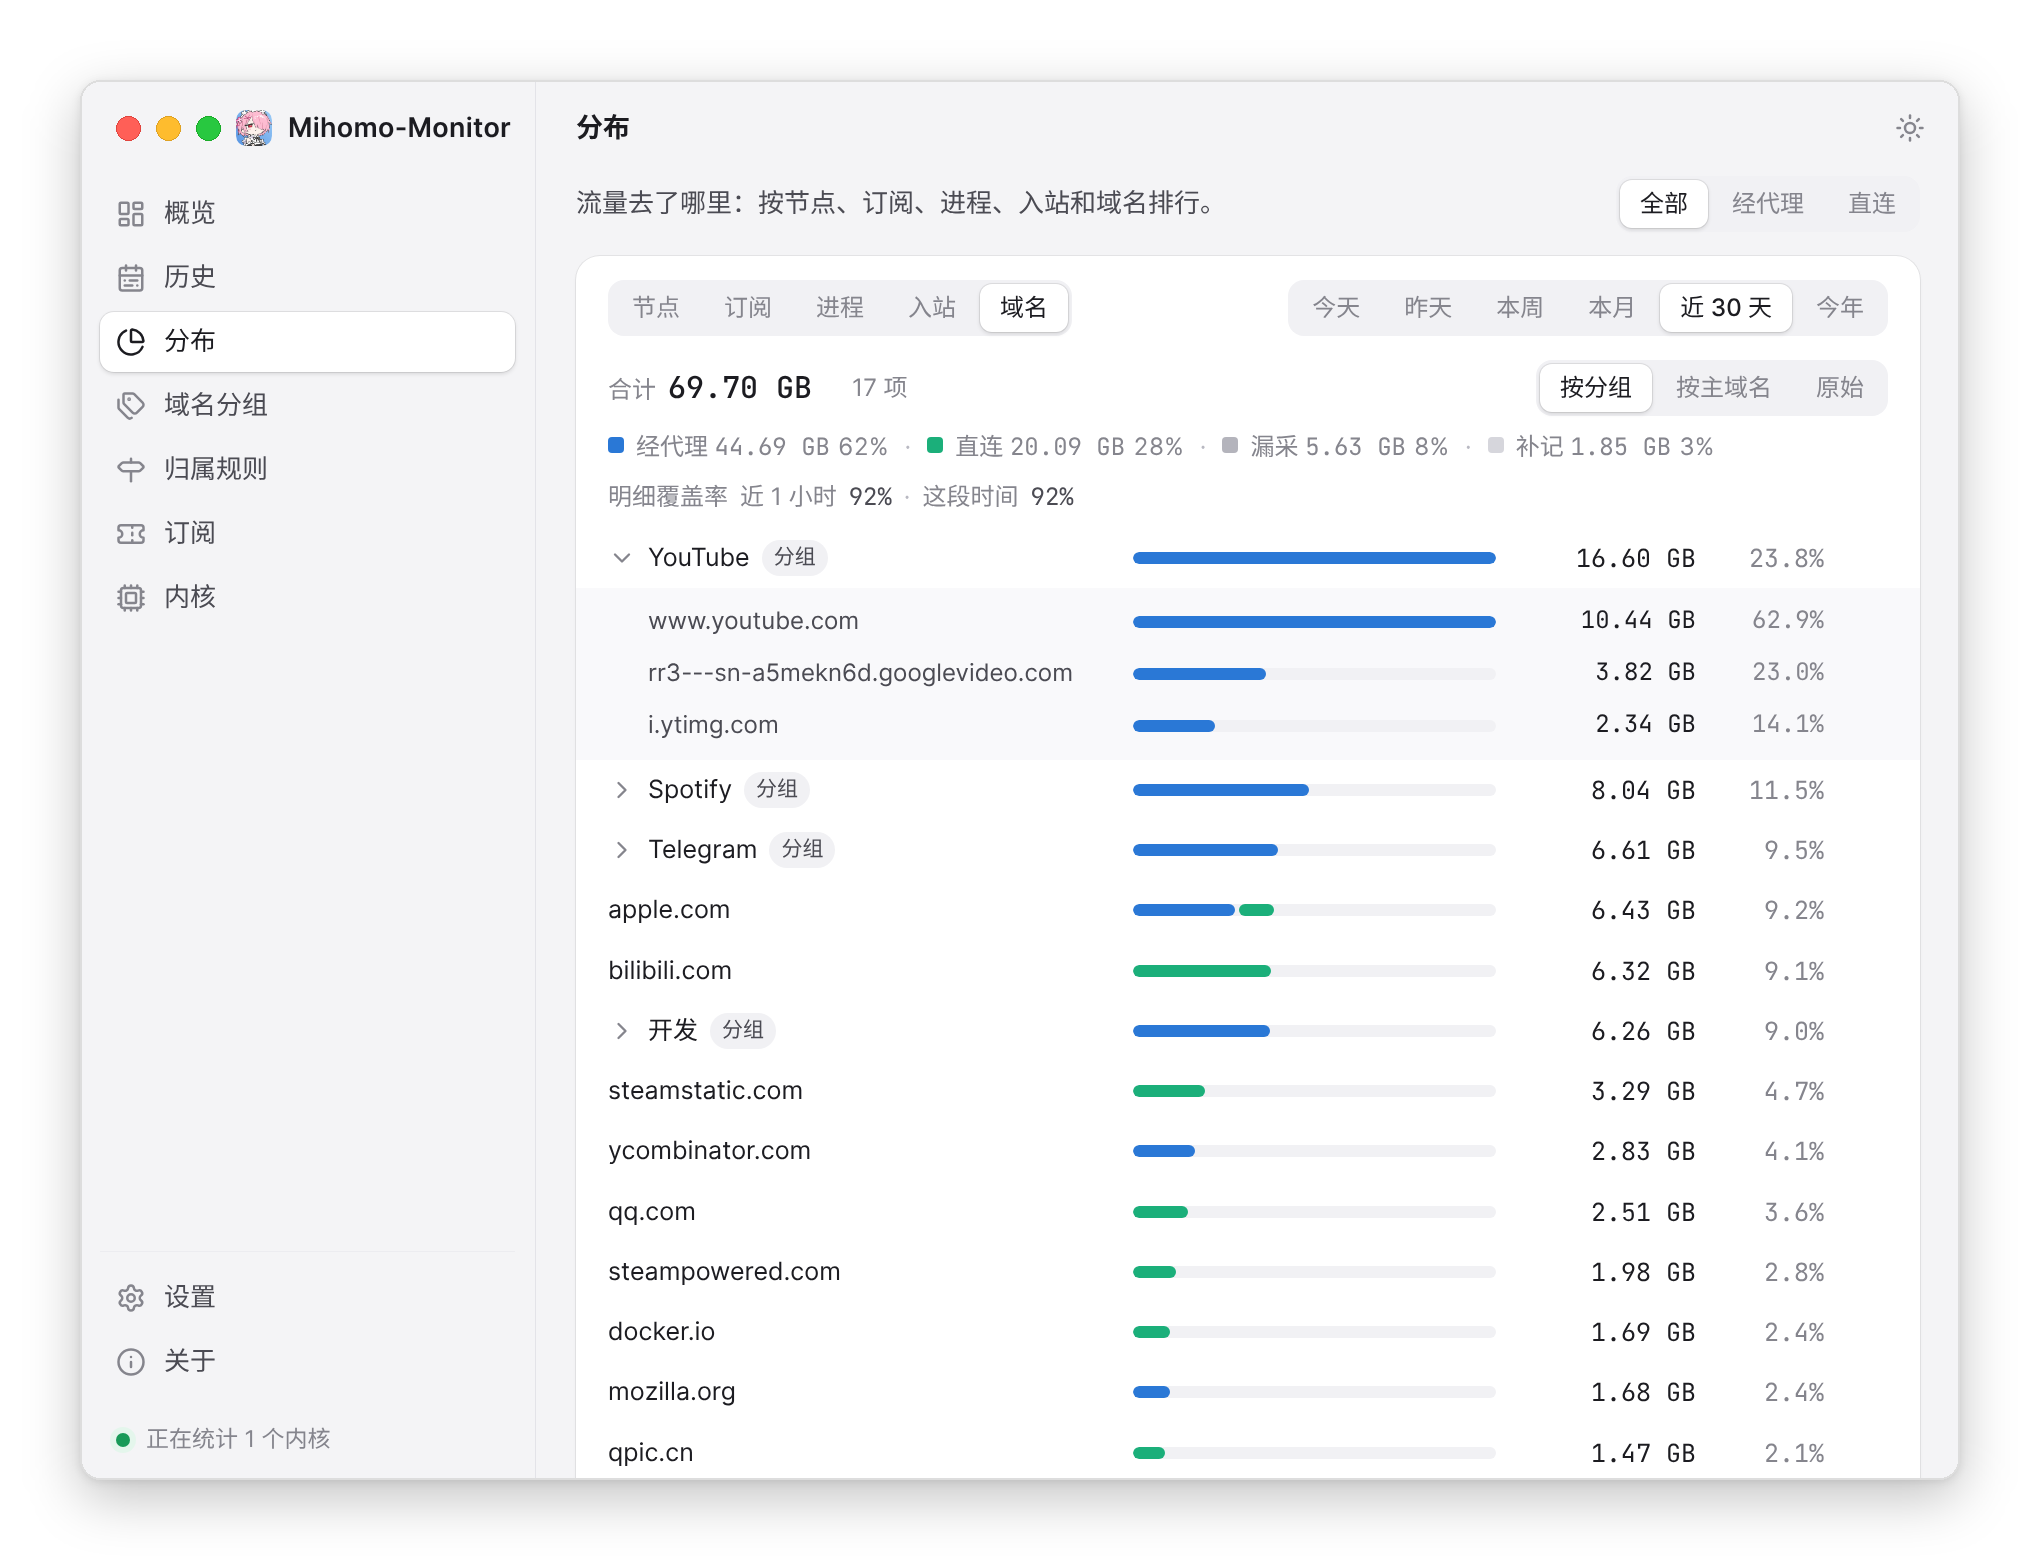 Mihomo-Monitor
概览
历史
分布
域名分组
归属规则
订阅
内核
设置
关于
正在统计 1 个内核
分布
流量去了哪里：按节点、订阅、进程、入站和域名排行。
全部 经代理 直连
节点 订阅 进程 入站 域名
今天 昨天 本周 本月 近 30 天 今年
合计 69.70 GB 17 项
按分组 按主域名 原始
经代理 44.69 GB 62% · 直连 20.09 GB 28% · 漏采 5.63 GB 8% · 补记 1.85 GB 3%
明细覆盖率 近 1 小时 92% · 这段时间 92%
YouTube 分组 16.60 GB 23.8%
www.youtube.com 10.44 GB 62.9%
rr3---sn-a5mekn6d.googlevideo.com 3.82 GB 23.0%
i.ytimg.com 2.34 GB 14.1%
Spotify 分组 8.04 GB 11.5%
Telegram 分组 6.61 GB 9.5%
apple.com 6.43 GB 9.2%
bilibili.com 6.32 GB 9.1%
开发 分组 6.26 GB 9.0%
steamstatic.com 3.29 GB 4.7%
ycombinator.com 2.83 GB 4.1%
qq.com 2.51 GB 3.6%
steampowered.com 1.98 GB 2.8%
docker.io 1.69 GB 2.4%
mozilla.org 1.68 GB 2.4%
qpic.cn 1.47 GB 2.1%